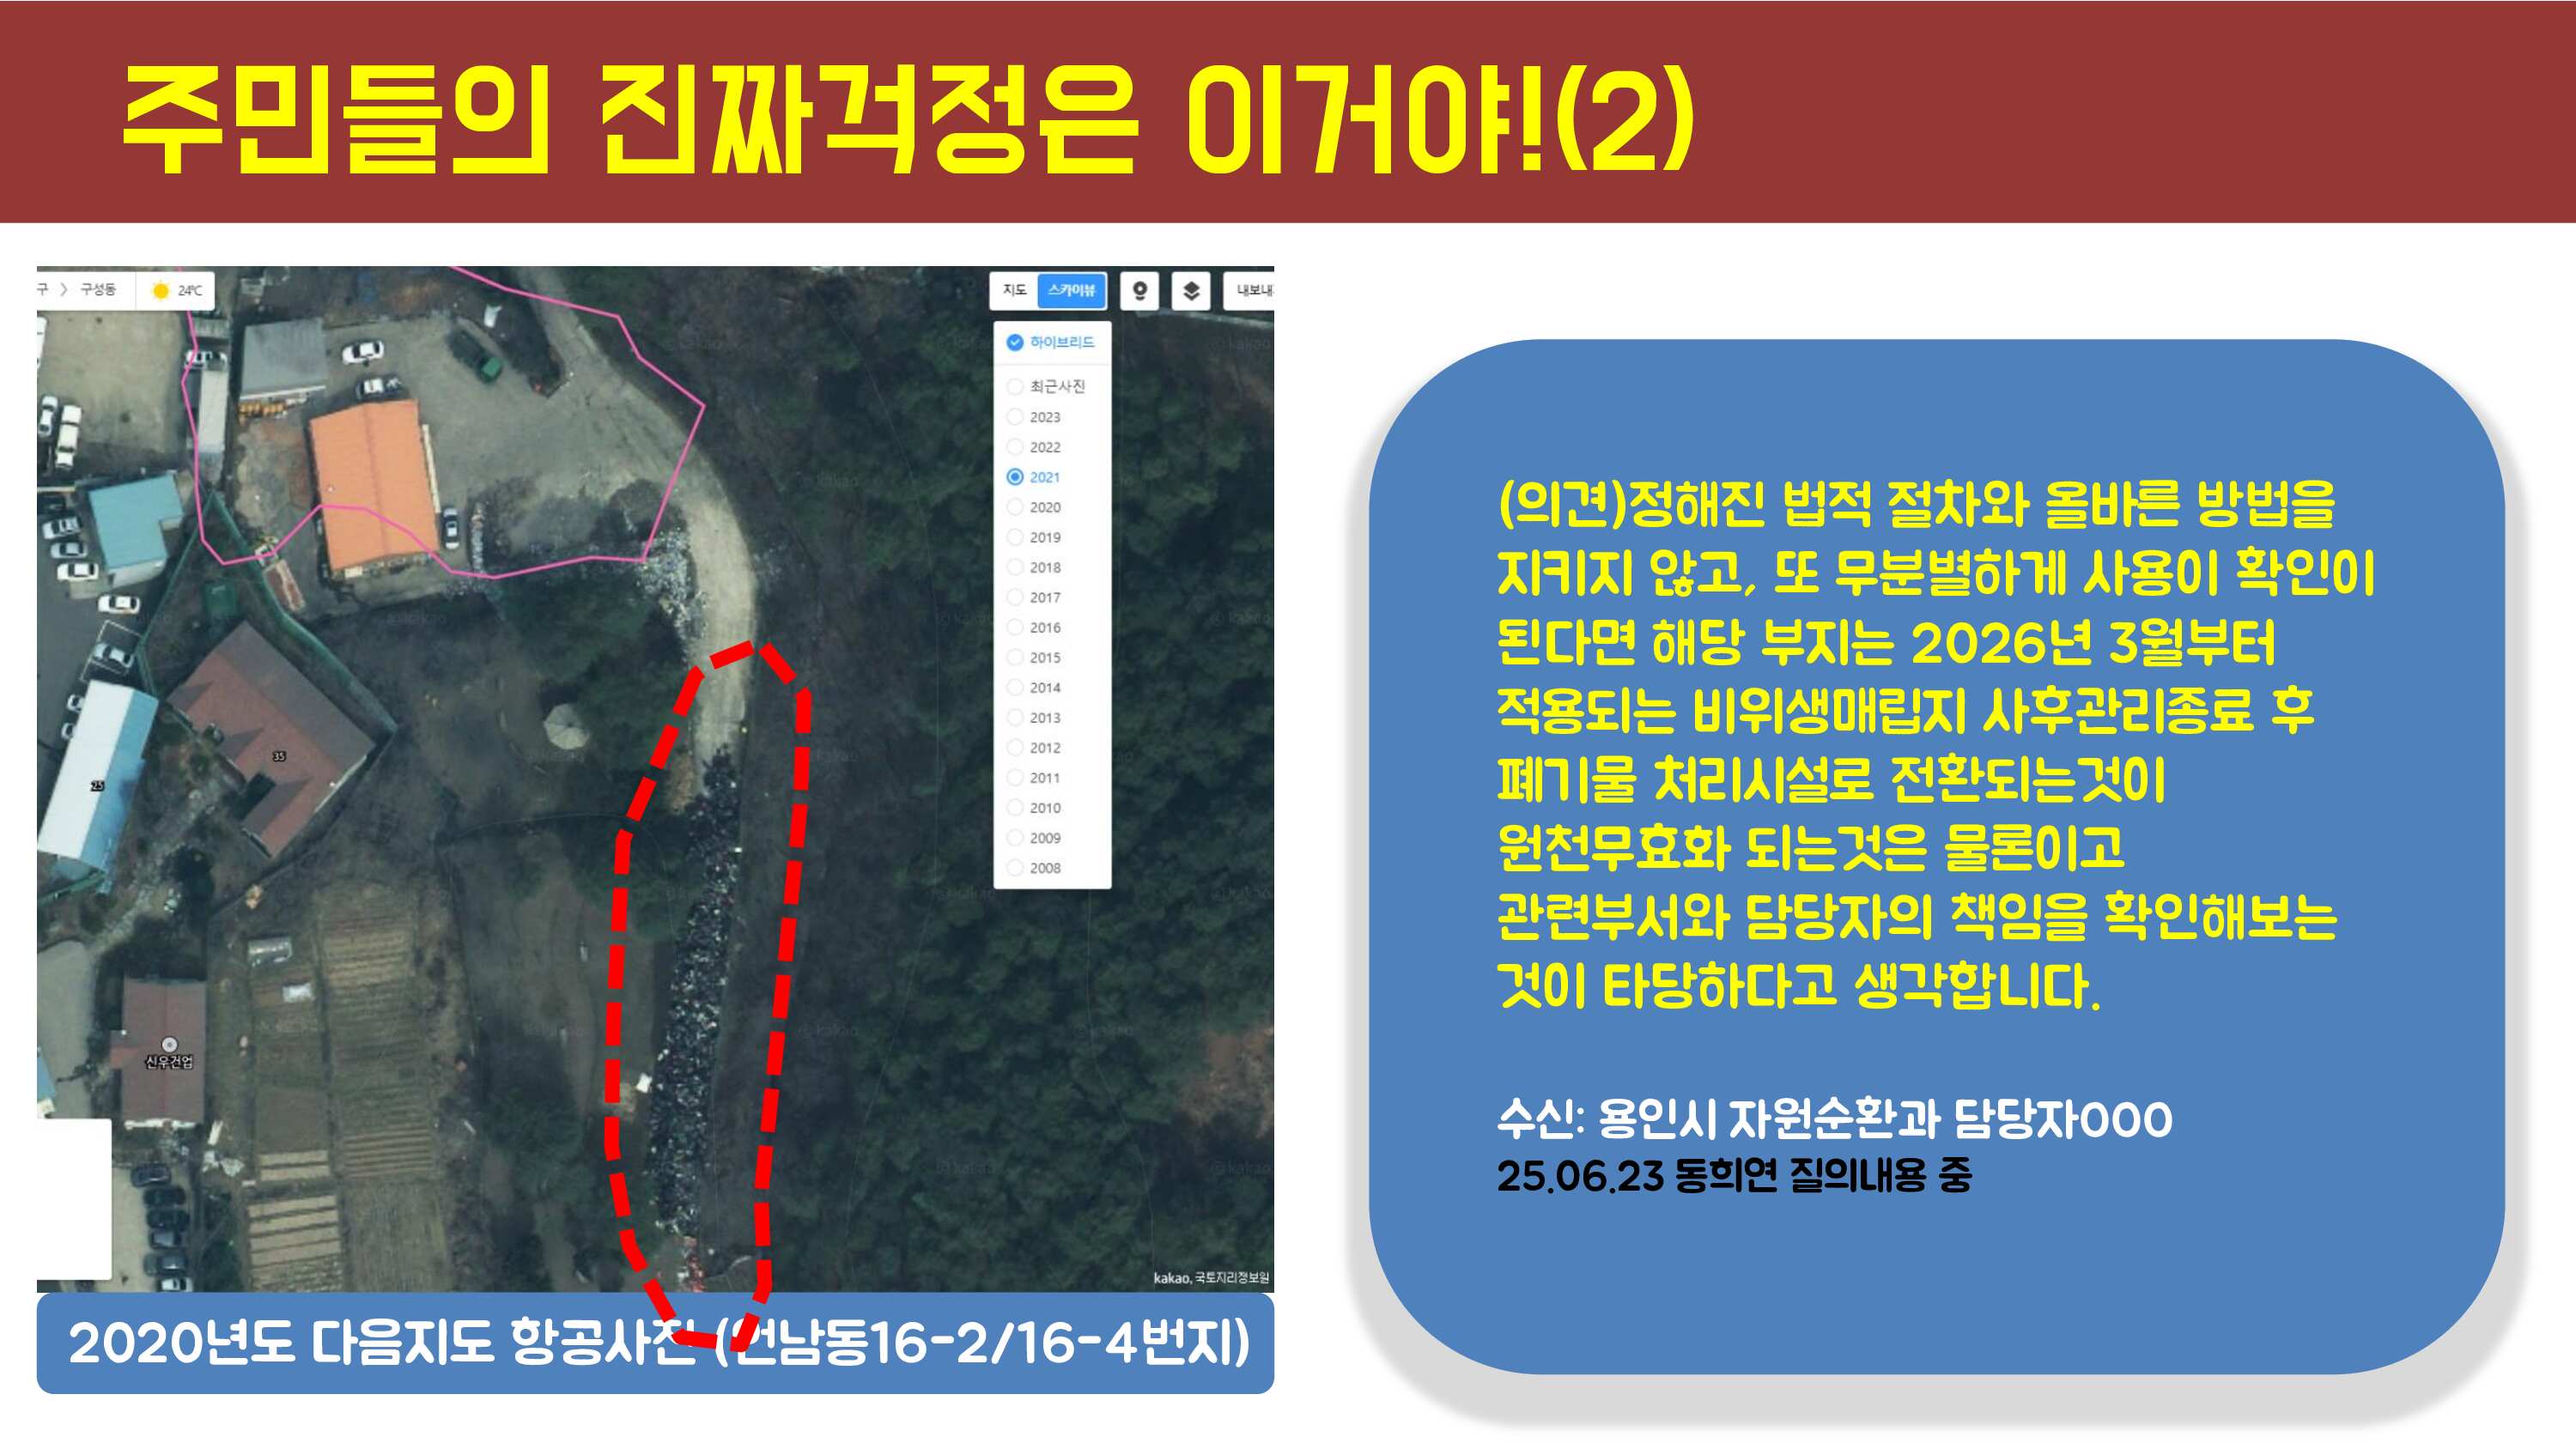 주민들의 진짜걱정은 이거야!(2)
구 > 구성동 24℃
지도 스카이뷰 내보내
하이브리드
최근사진
2023
2022
2021
2020
2019
2018
2017
2016
2015
2014
2013
2012
2011
2010
2009
2008
35
25
신우건업
kakao, 국토지리정보원
2020년도 다음지도 항공사진 (언남동16-2/16-4번지)
(의견)정해진 법적 절차와 올바른 방법을
지키지 않고, 또 무분별하게 사용이 확인이
된다면 해당 부지는 2026년 3월부터
적용되는 비위생매립지 사후관리종료 후
폐기물 처리시설로 전환되는것이
원천무효화 되는것은 물론이고
관련부서와 담당자의 책임을 확인해보는
것이 타당하다고 생각합니다.
수신: 용인시 자원순환과 담당자OOO
25.06.23 동희연 질의내용 중